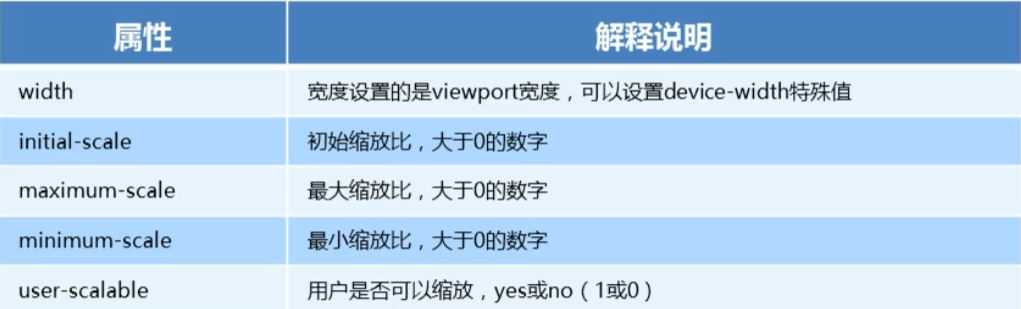 属性 解释说明
width 宽度设置的是viewport宽度，可以设置device-width特殊值
initial-scale 初始缩放比，大于0的数字
maximum-scale 最大缩放比，大于0的数字
minimum-scale 最小缩放比，大于0的数字
user-scalable 用户是否可以缩放，yes或no（1或0）